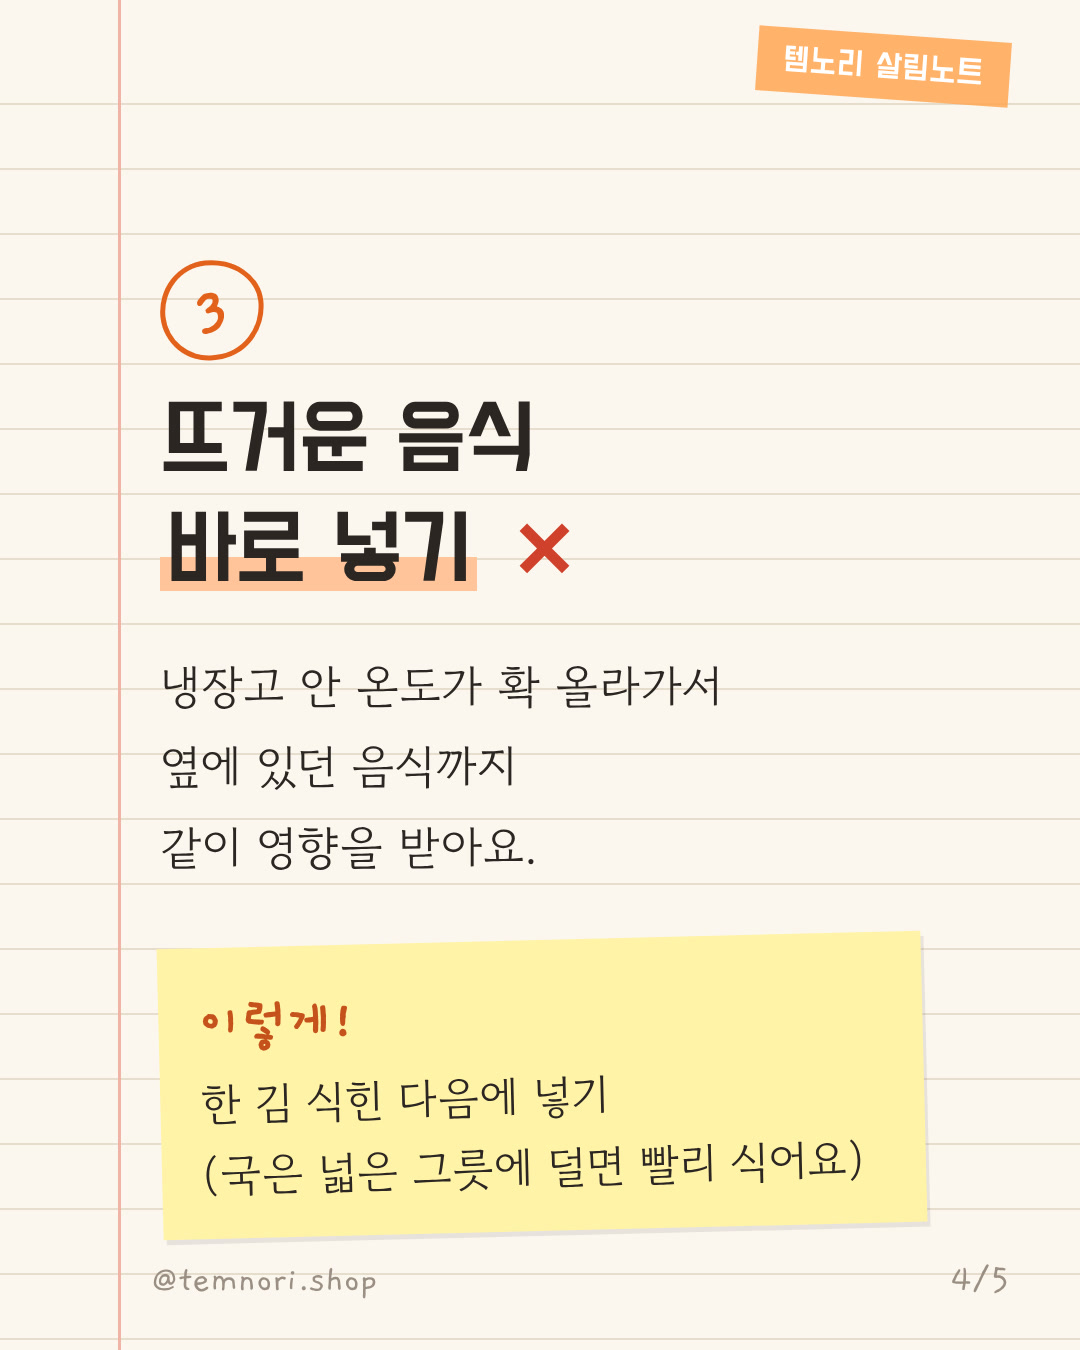 템노리 살림노트
3
뜨거운 음식
바로 넣기 ×
냉장고 안 온도가 확 올라가서
옆에 있던 음식까지
같이 영향을 받아요.
이렇게!
한 김 식힌 다음에 넣기
(국은 넓은 그릇에 덜면 빨리 식어요)
@temnori.shop
4/5